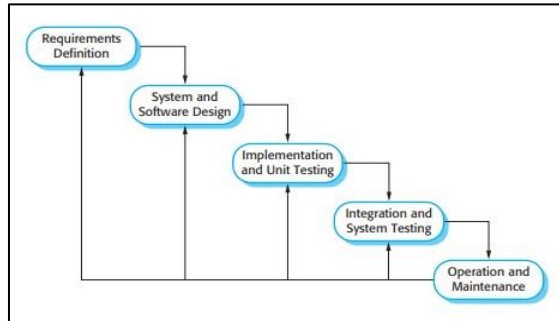 Requirements
Definition
System and
Software Design
Implementation
and Unit Testing
Integration and
System Testing
Operation and
Maintenance